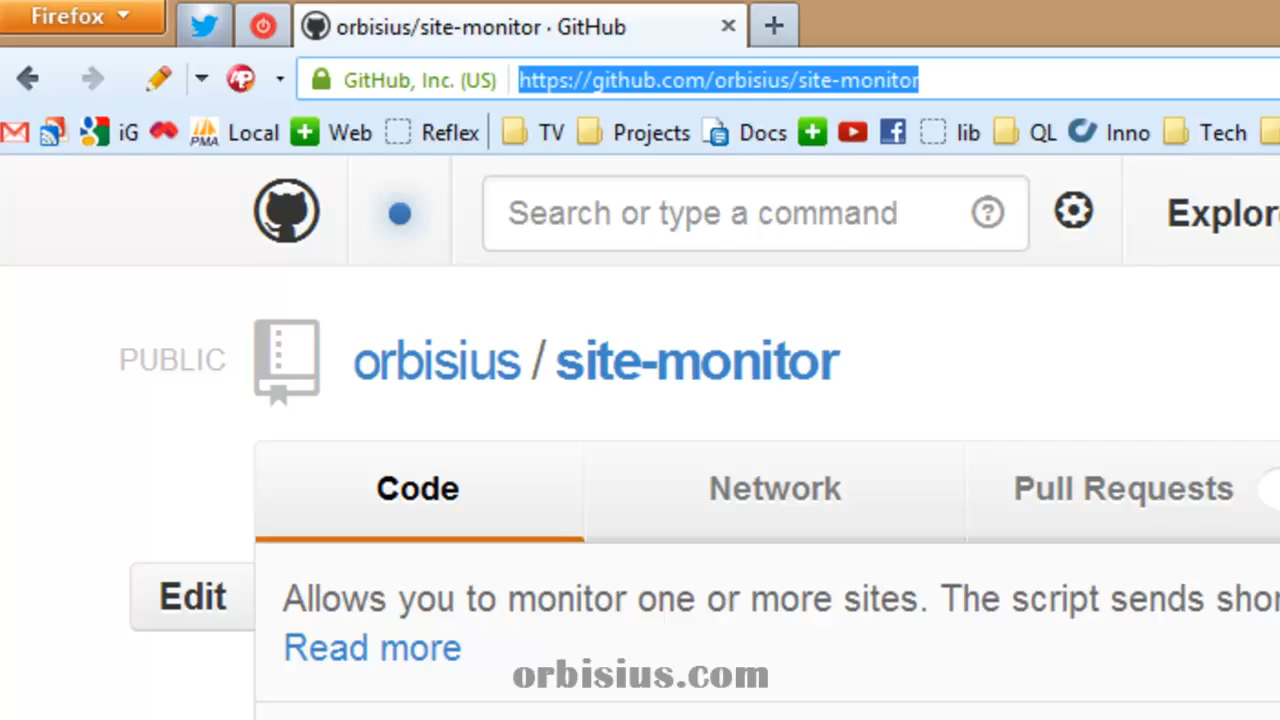 Firefox
orbisius/site-monitor · GitHub
GitHub, Inc. (US) https://github.com/orbisius/site-monitor
iG PMA Local Web Reflex TV Projects Docs lib QL Inno Tech
Search or type a command
Explor
PUBLIC orbisius / site-monitor
Code Network Pull Requests
Edit
Allows you to monitor one or more sites. The script sends shor
Read more
orbisius.com